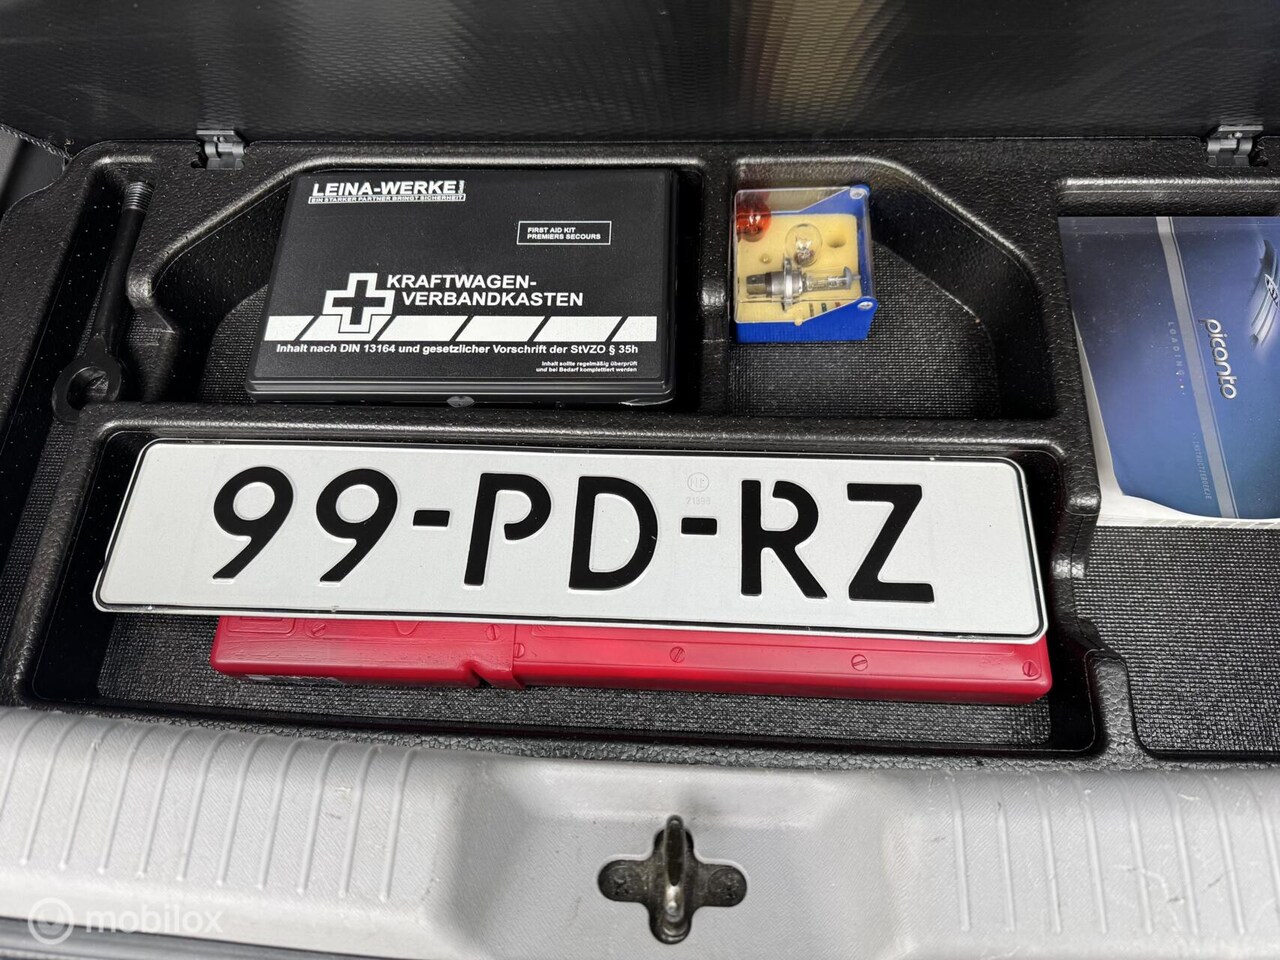 LEINA-WERKE
EIN STARKER PARTNER BRINGT SICHERHEIT
FIRST AID KIT
PREMIERS SECOURS
KRAFTWAGEN-
VERBANDKASTEN
Inhalt nach DIN 13164 und gesetzlicher Vorschrift der StVZO § 35h
Inhalt sollte regelmäßig überprüft
und bei Bedarf komplettiert werden
picanto
LOADING.
99-PD-RZ
mobilox